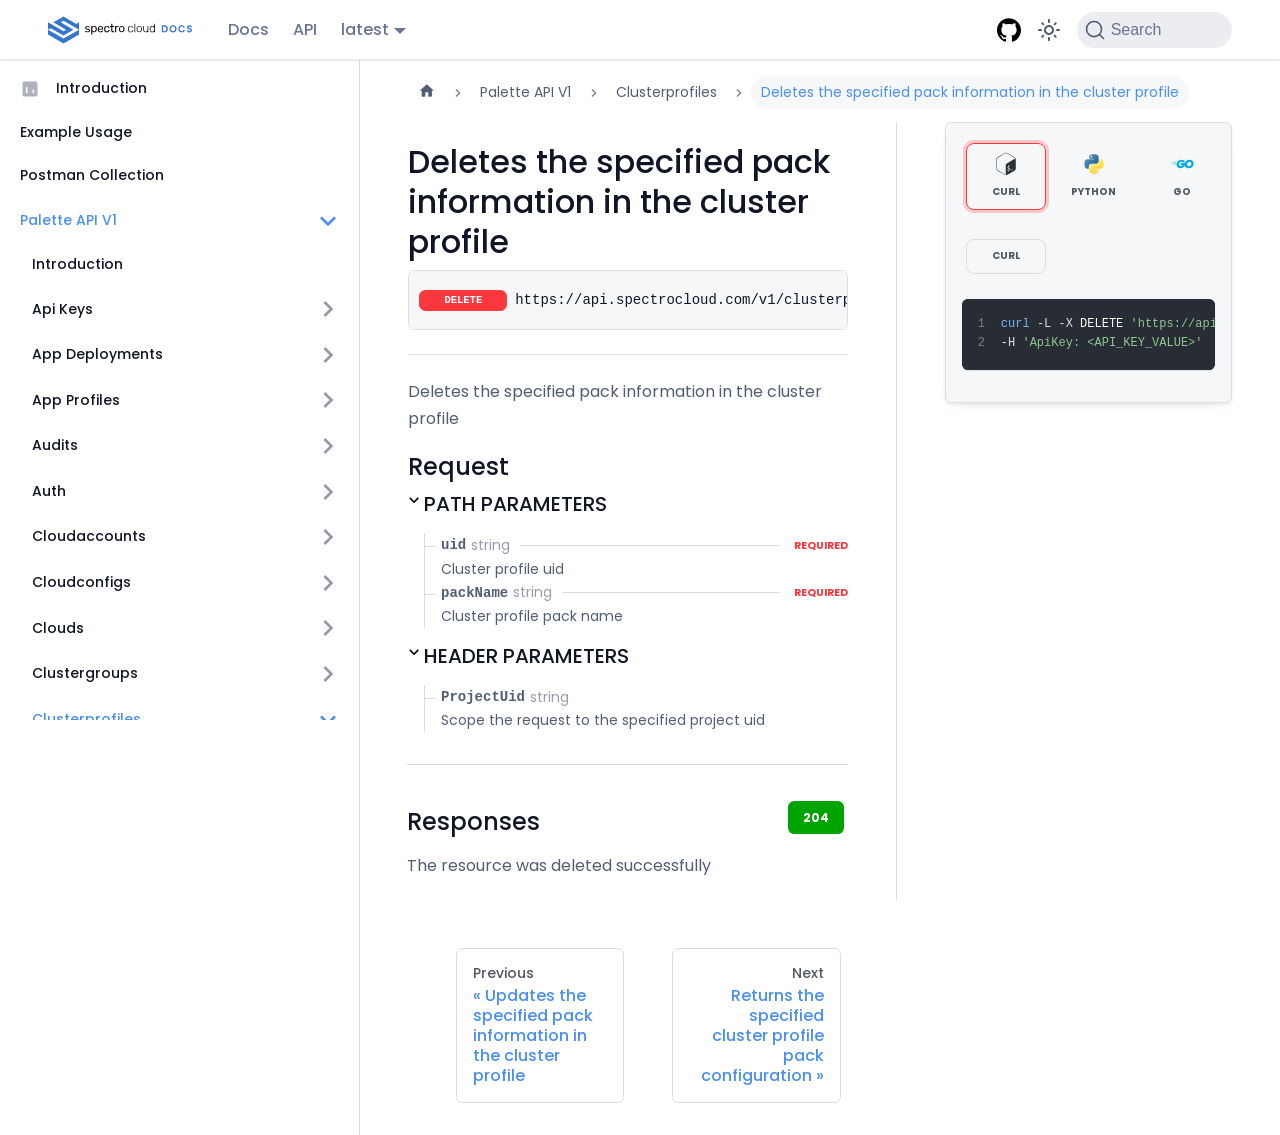 spectro cloud DOCS
Docs
API
latest
Search
Introduction
Example Usage
Postman Collection
Palette API V1
Introduction
Api Keys
App Deployments
App Profiles
Audits
Auth
Cloudaccounts
Cloudconfigs
Clouds
Clustergroups
Clusterprofiles
Palette API V1
Clusterprofiles
Deletes the specified pack information in the cluster profile
Deletes the specified pack
information in the cluster
profile
DELETE https://api.spectrocloud.com/v1/clusterp
Deletes the specified pack information in the cluster
profile
Request
PATH PARAMETERS
uid string REQUIRED
Cluster profile uid
packName string REQUIRED
Cluster profile pack name
HEADER PARAMETERS
ProjectUid string
Scope the request to the specified project uid
Responses
204
The resource was deleted successfully
Previous
« Updates the
specified pack
information in
the cluster
profile
Next
Returns the
specified
cluster profile
pack
configuration »
CURL
PYTHON
GO
CURL
1 curl -L -X DELETE 'https://api
2 -H 'ApiKey: <API_KEY_VALUE>'